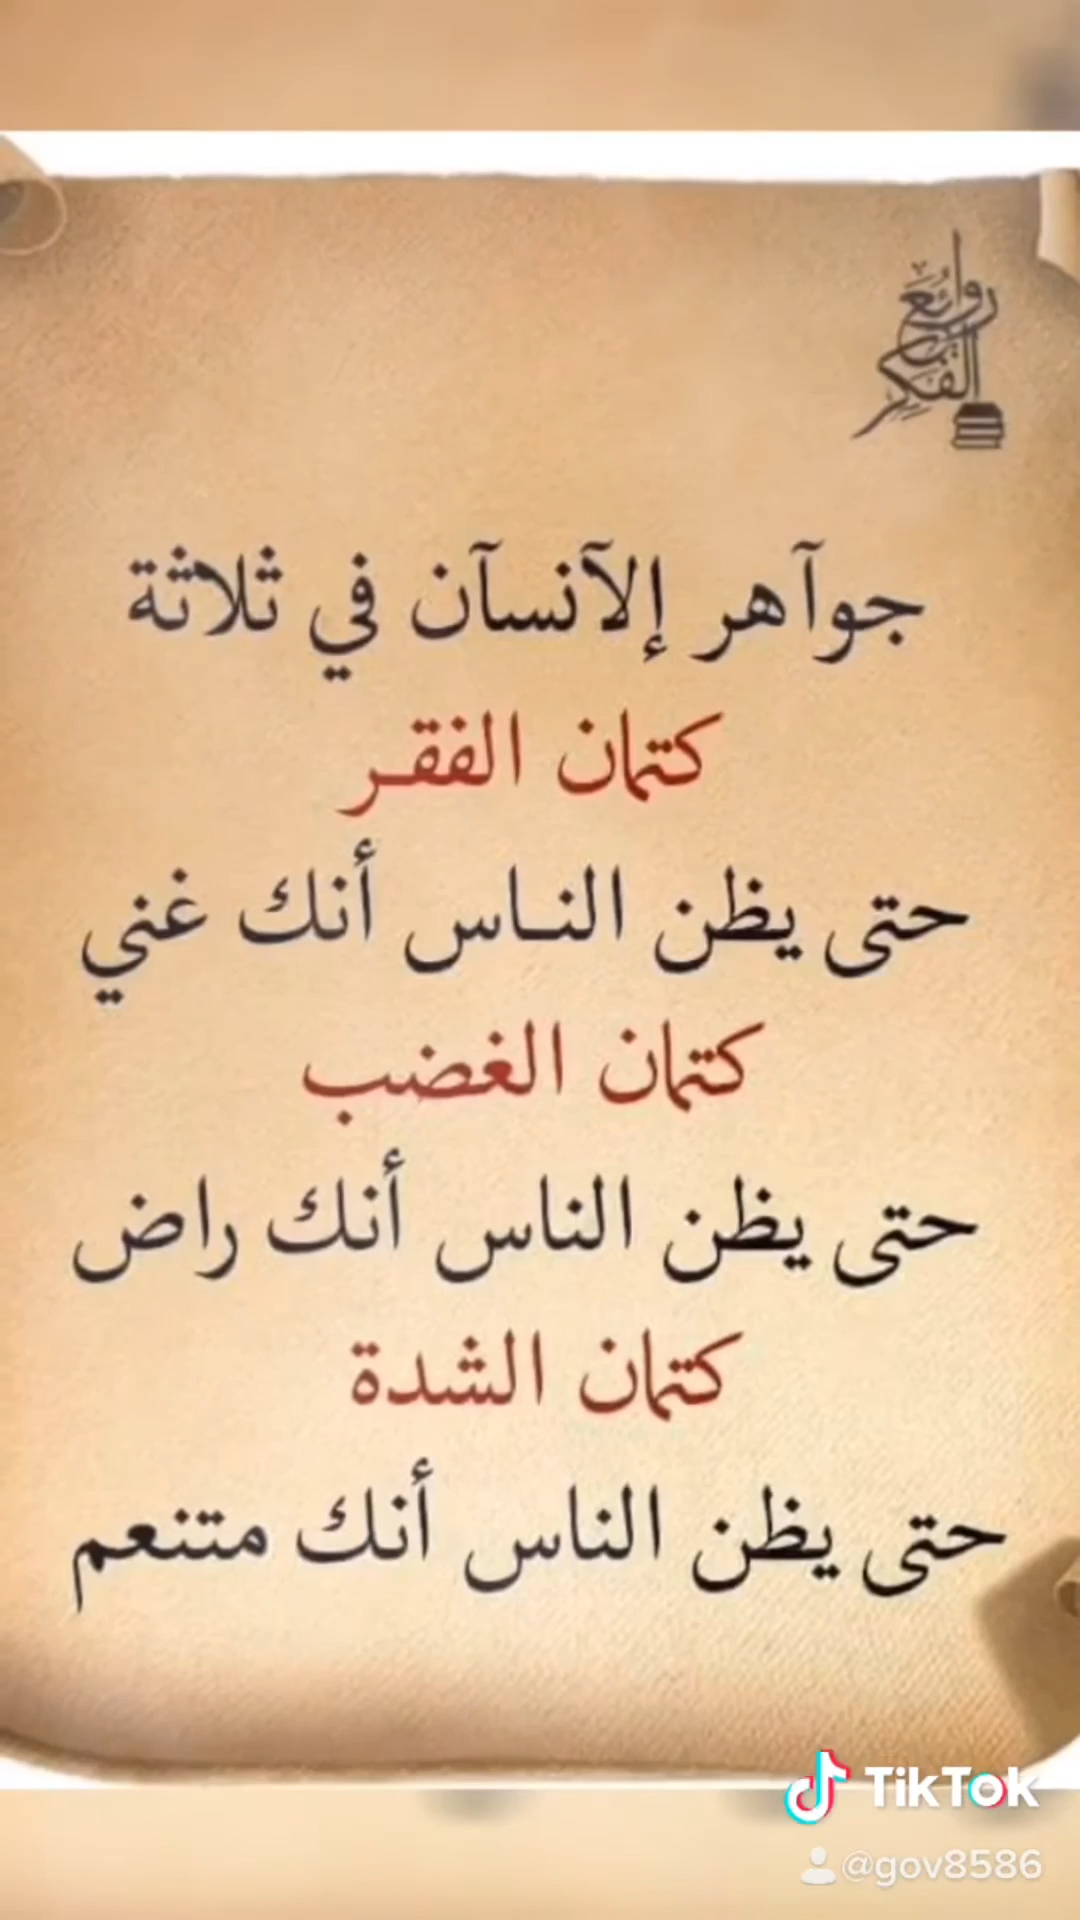 روائع الفكر
جوآهر إلآنسآن في ثلاثة
كتمان الفقـر
حتى يظن النـاس أنك غني
كتمان الغضب
حتى يظن الناس أنك راض
كتمان الشدة
حتى يظن الناس أنك متنعم
TikTok
@gov8586